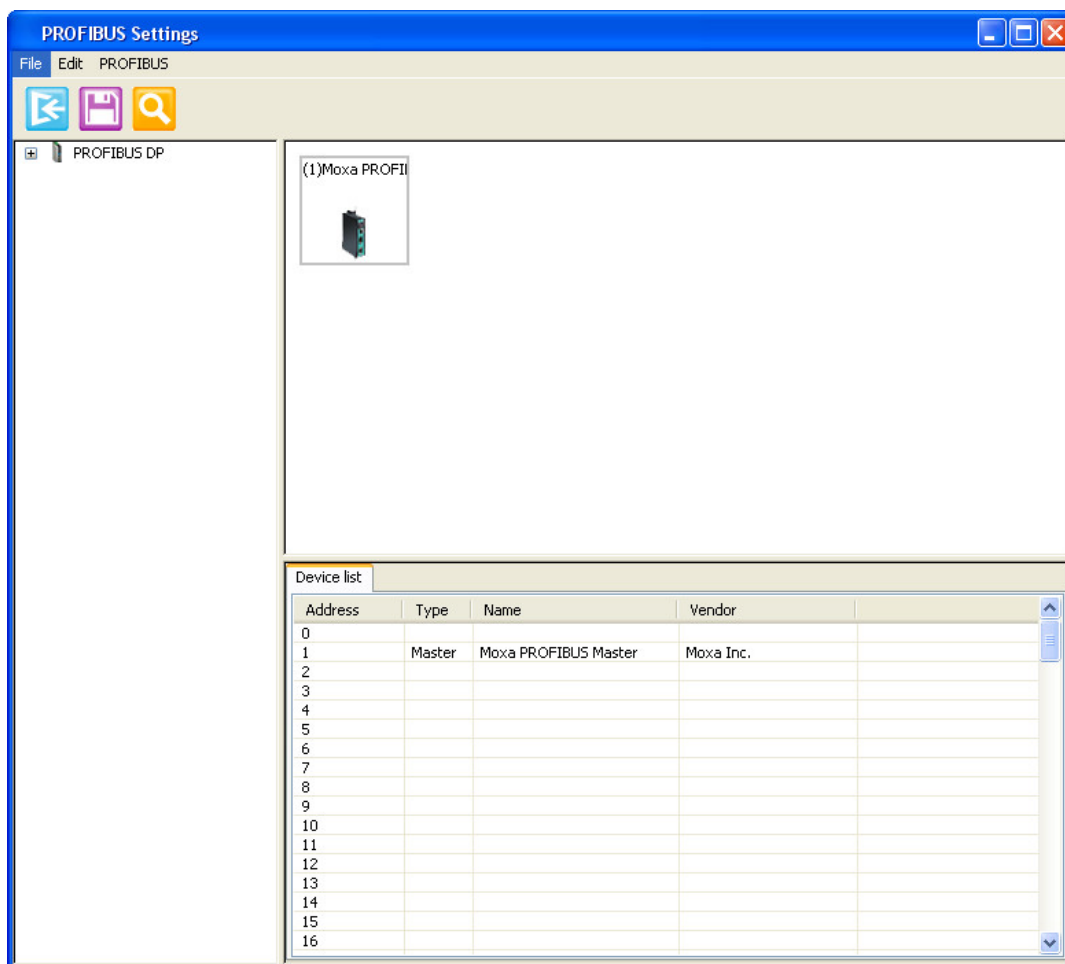 PROFIBUS Settings
File Edit PROFIBUS
PROFIBUS DP
(1)Moxa PROFI
Device list
Address Type Name Vendor
0
1 Master Moxa PROFIBUS Master Moxa Inc.
2
3
4
5
6
7
8
9
10
11
12
13
14
15
16